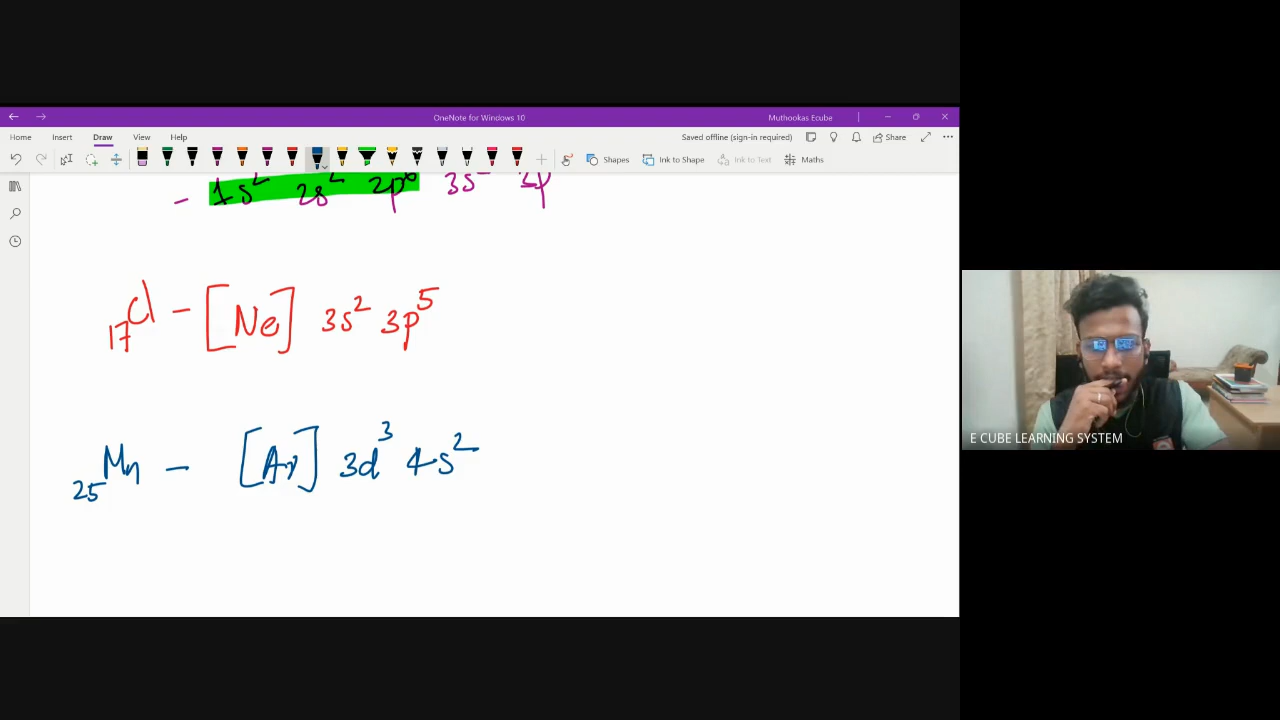 OneNote for Windows 10
Muthookas Ecube
Home Insert Draw View Help
Saved offline (sign-in required) Share
Shapes Ink to Shape Ink to Text Maths
- 1s² 2s² 2p⁶ 3s
₁₇Cl - [Ne] 3s² 3p⁵
₂₅Mn - [Ar] 3d³ 4s²
E CUBE LEARNING SYSTEM